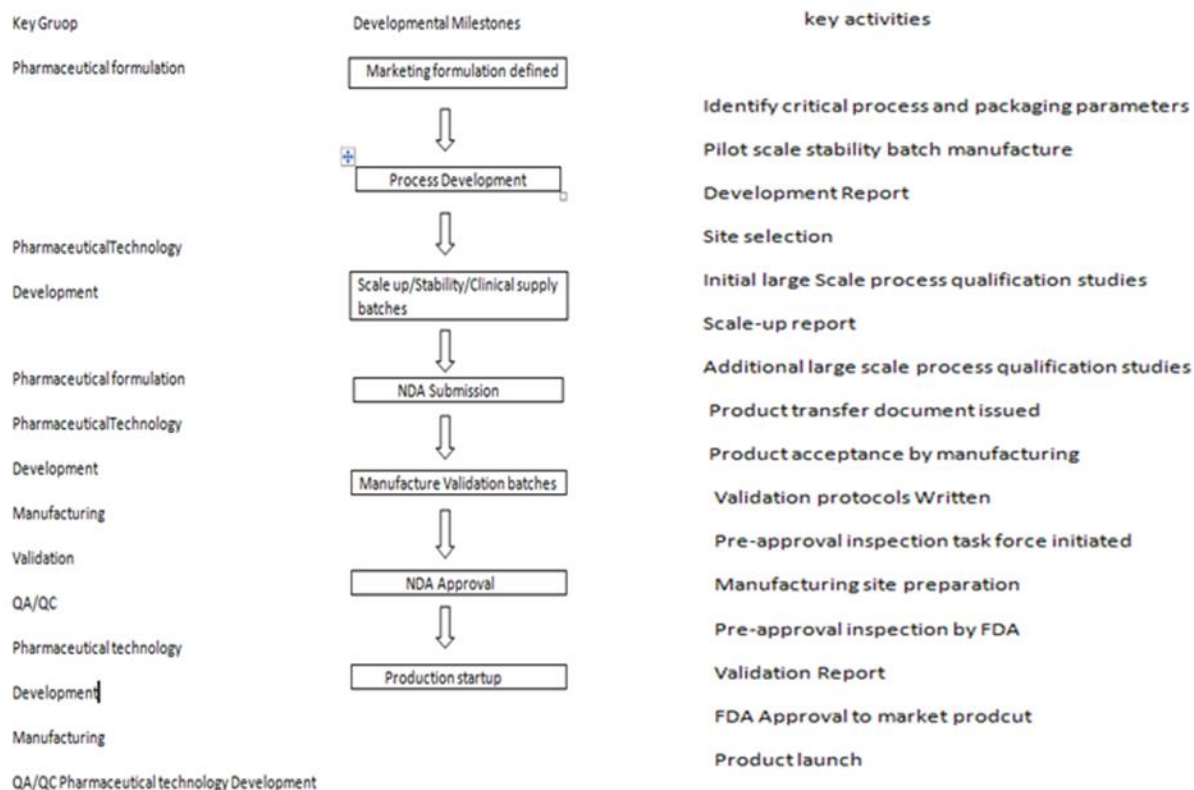 Key Gruop
Pharmaceutical formulation
PharmaceuticalTechnology
Development
Pharmaceutical formulation
PharmaceuticalTechnology
Development
Manufacturing
Validation
QA/QC
Pharmaceutical technology
Development
Manufacturing
QA/QC Pharmaceutical technology Development
Developmental Milestones
Marketing formulation defined
Process Development
Scale up/Stability/Clinical supply
batches
NDA Submission
Manufacture Validation batches
NDA Approval
Production startup
key activities
Identify critical process and packaging parameters
Pilot scale stability batch manufacture
Development Report
Site selection
Initial large Scale process qualification studies
Scale-up report
Additional large scale process qualification studies
Product transfer document issued
Product acceptance by manufacturing
Validation protocols Written
Pre-approval inspection task force initiated
Manufacturing site preparation
Pre-approval inspection by FDA
Validation Report
FDA Approval to market prodcut
Product launch